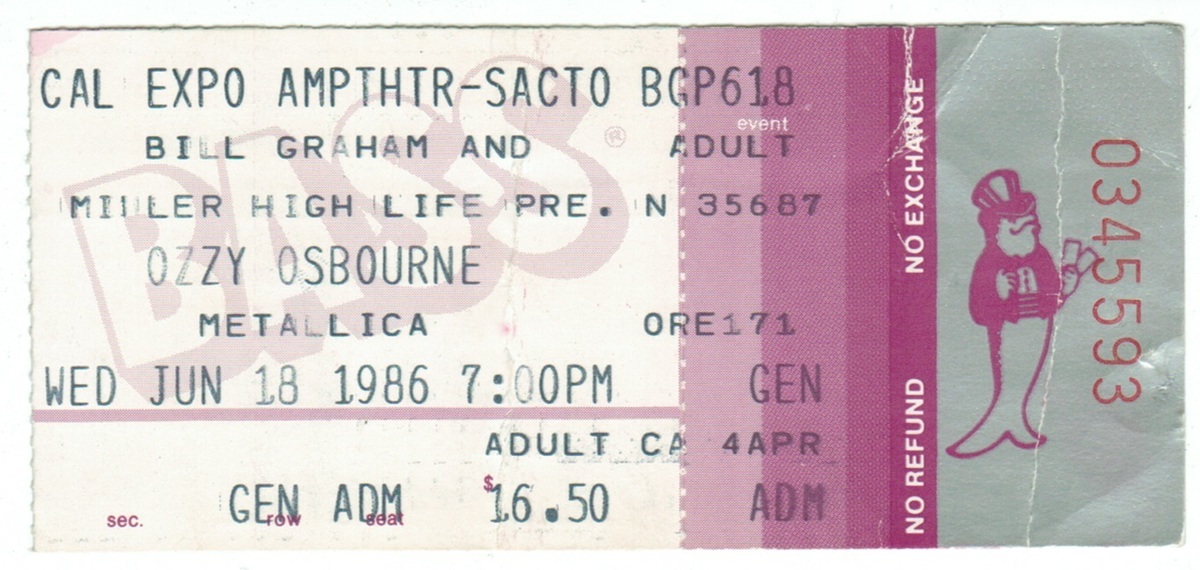 CAL EXPO AMPTHTR-SACTO BGP618
event
BILL GRAHAM AND ADULT
MILLER HIGH LIFE PRE. N 35687
OZZY OSBOURNE
METALLICA ORE171
WED JUN 18 1986 7:00PM GEN
ADULT CA 4APR
GEN ADM $16.50 ADM
sec. row seat
BASS ®
NO REFUND NO EXCHANGE
0345593